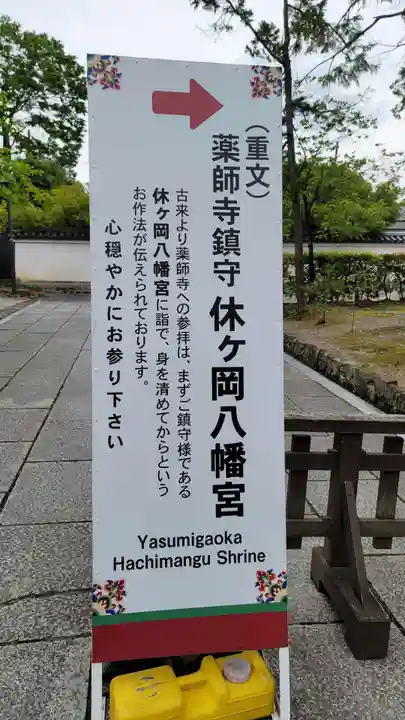 (重文)
薬師寺鎮守 休ヶ岡八幡宮
古来より薬師寺への参拝は、まずご鎮守様である
休ヶ岡八幡宮に詣で、身を清めてからという
お作法が伝えられております。
心穏やかにお参り下さい
Yasumigaoka
Hachimangu Shrine